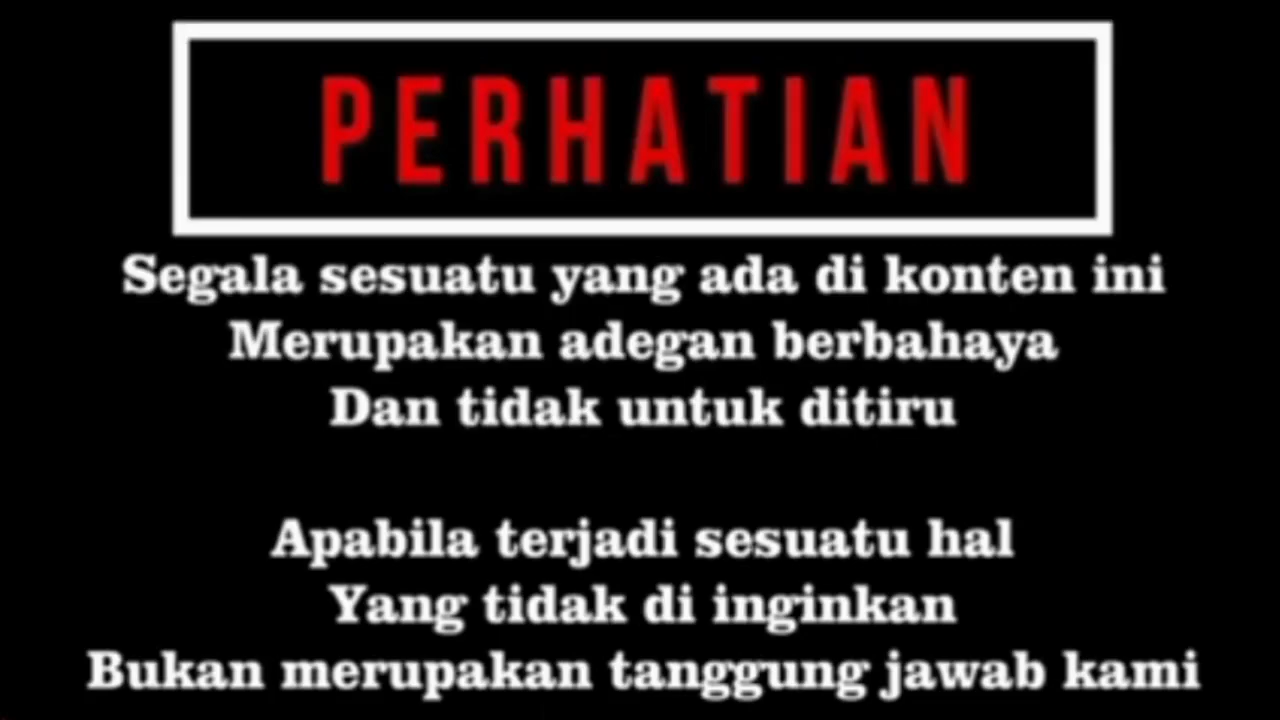 PERHATIAN
Segala sesuatu yang ada di konten ini
Merupakan adegan berbahaya
Dan tidak untuk ditiru
Apabila terjadi sesuatu hal
Yang tidak di inginkan
Bukan merupakan tanggung jawab kami